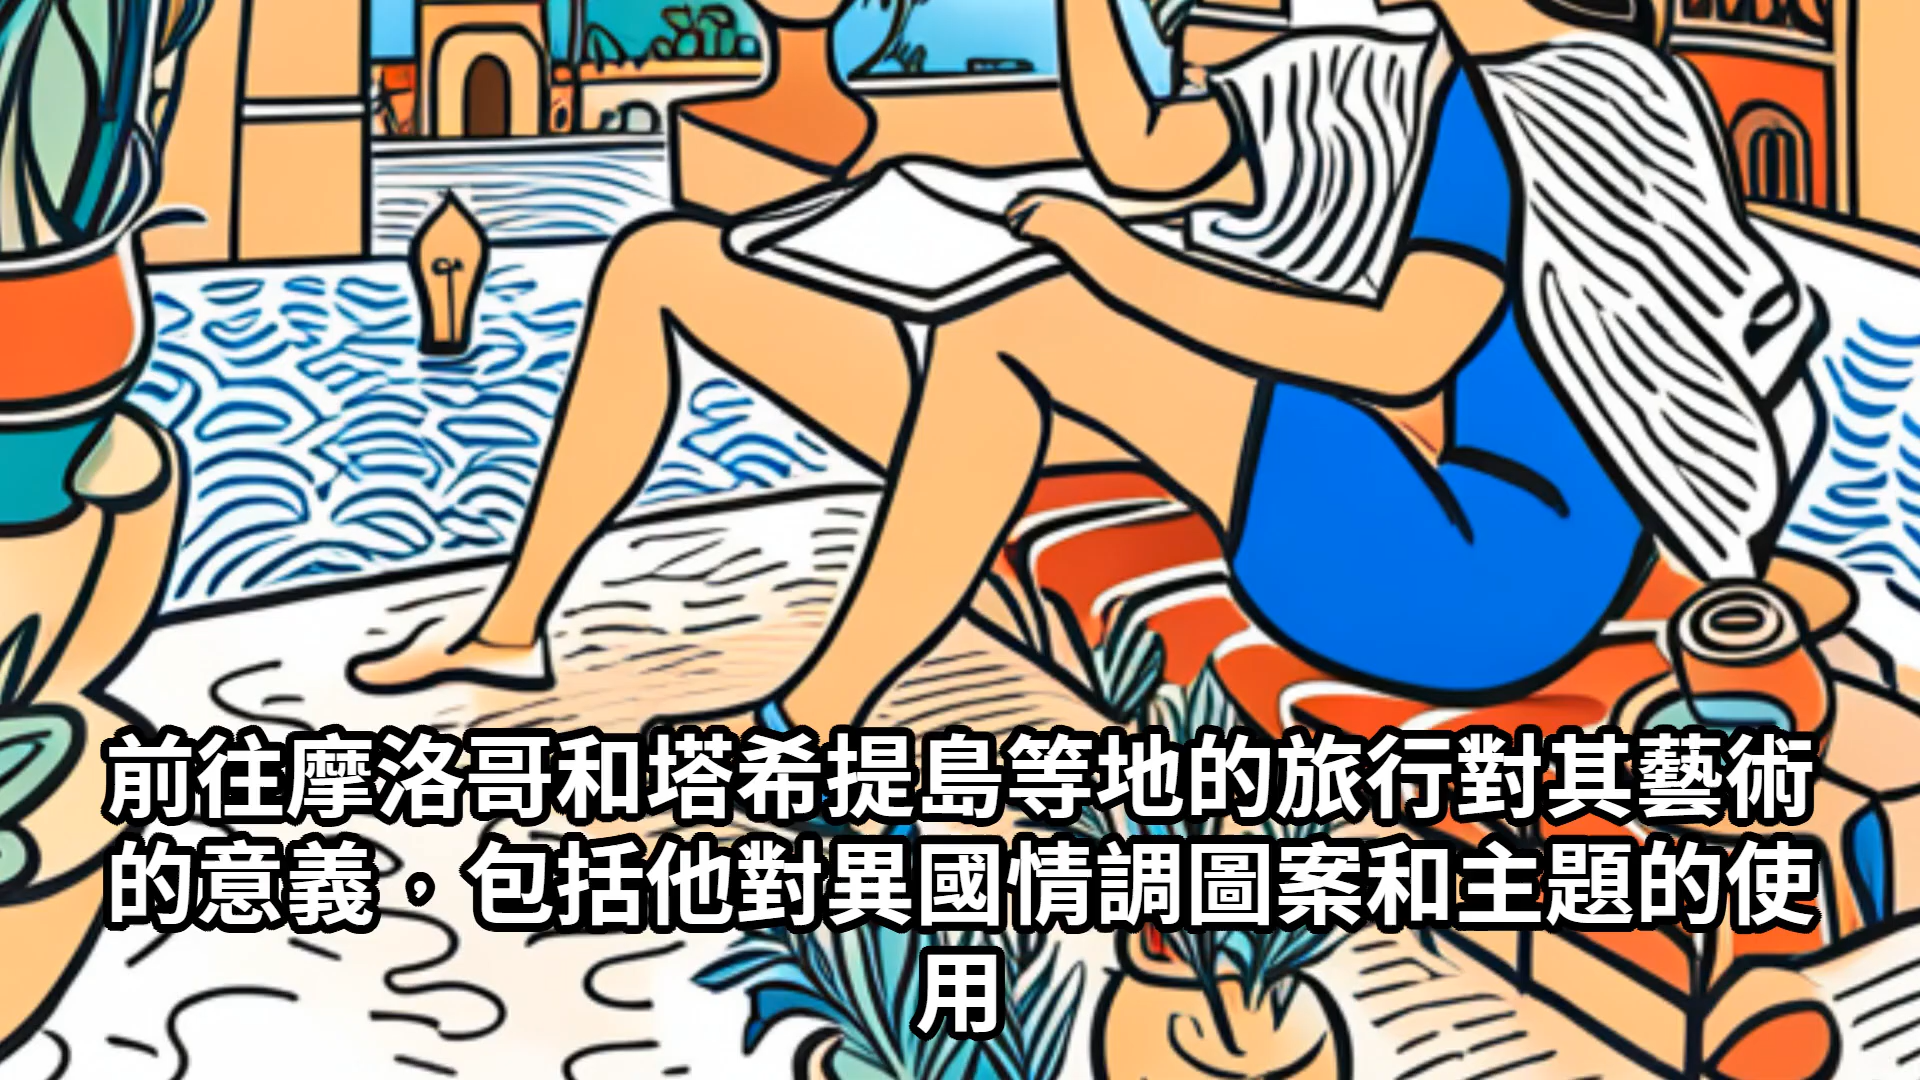 前往摩洛哥和塔希提島等地的旅行對其藝術
的意義，包括他對異國情調圖案和主題的使
用